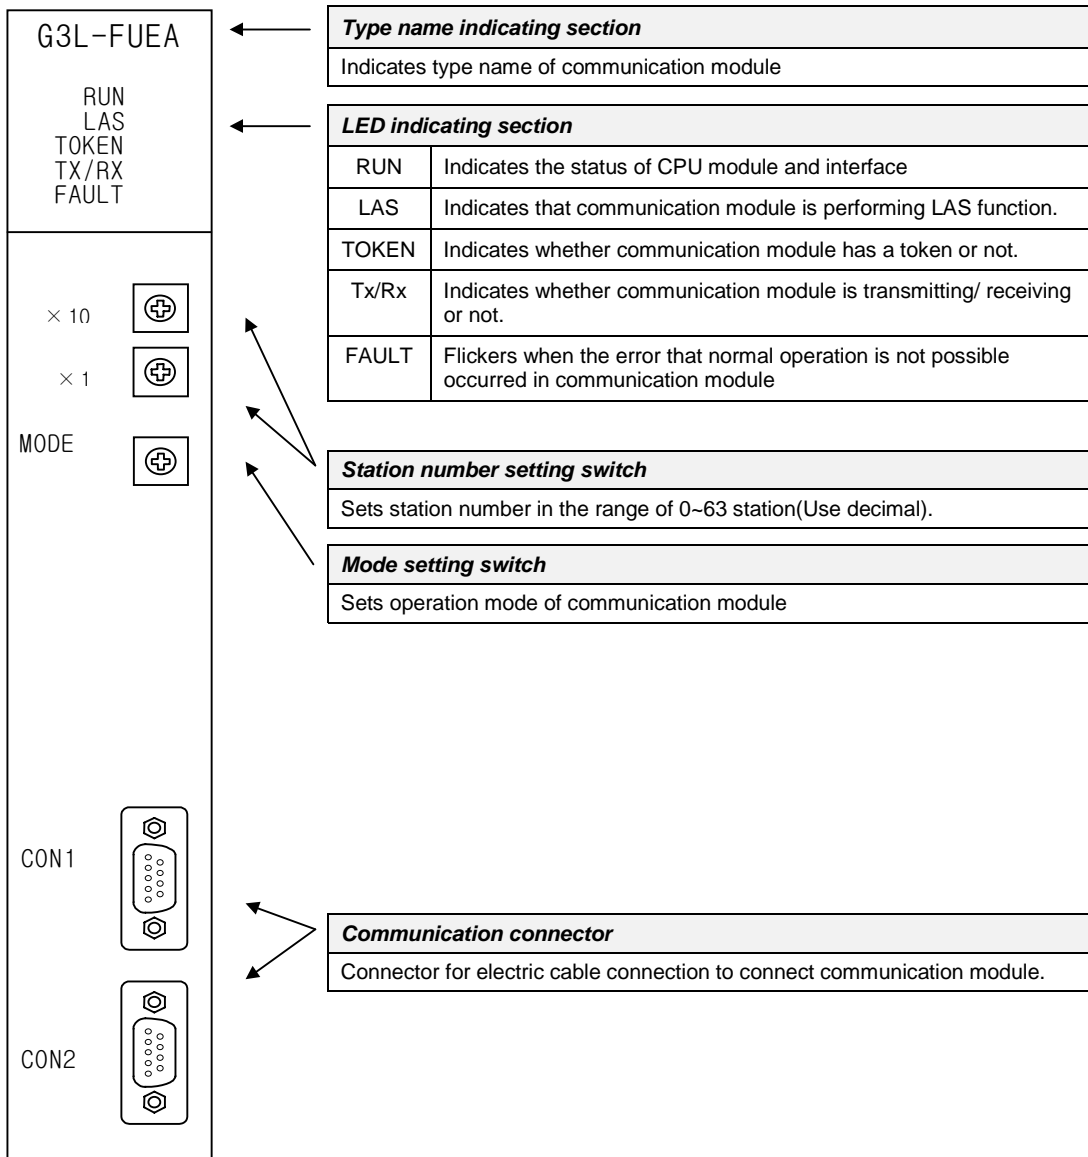 G3L-FUEA
RUN
LAS
TOKEN
TX/RX
FAULT
× 10
× 1
MODE
CON1
CON2
Type name indicating section
Indicates type name of communication module
LED indicating section
RUN Indicates the status of CPU module and interface
LAS Indicates that communication module is performing LAS function.
TOKEN Indicates whether communication module has a token or not.
Tx/Rx Indicates whether communication module is transmitting/ receiving
or not.
FAULT Flickers when the error that normal operation is not possible
occurred in communication module
Station number setting switch
Sets station number in the range of 0~63 station(Use decimal).
Mode setting switch
Sets operation mode of communication module
Communication connector
Connector for electric cable connection to connect communication module.